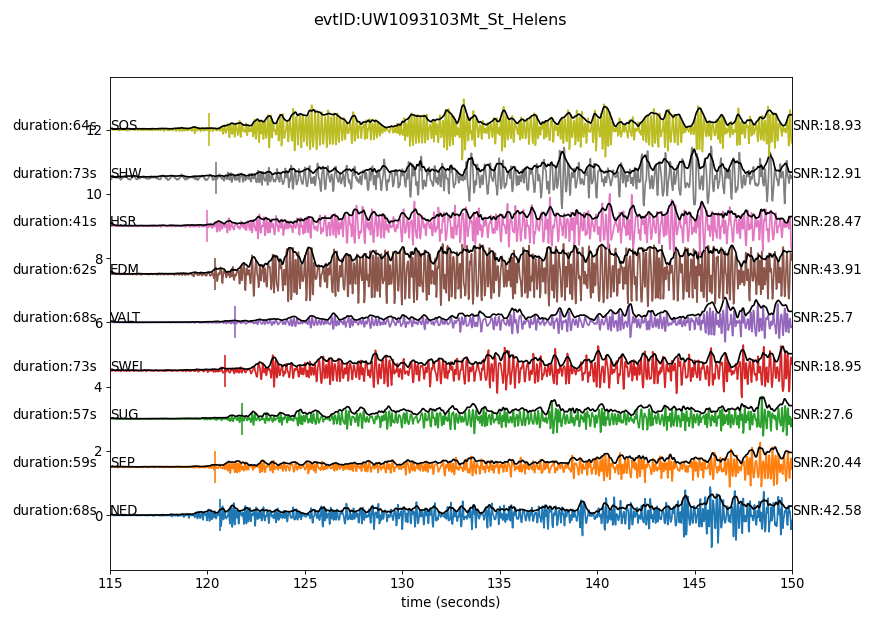 evtID:UW1093103Mt_St_Helens
duration:64s SOS SNR:18.93
12
duration:73s SHW SNR:12.91
10
duration:41s HSR SNR:28.47
8
duration:62s EDM SNR:43.91
duration:68s VALT SNR:25.7
6
duration:73s SWFL SNR:18.95
4
duration:57s SUG SNR:27.6
2
duration:59s SEP SNR:20.44
duration:68s NED SNR:42.58
0
115 120 125 130 135 140 145 150
time (seconds)